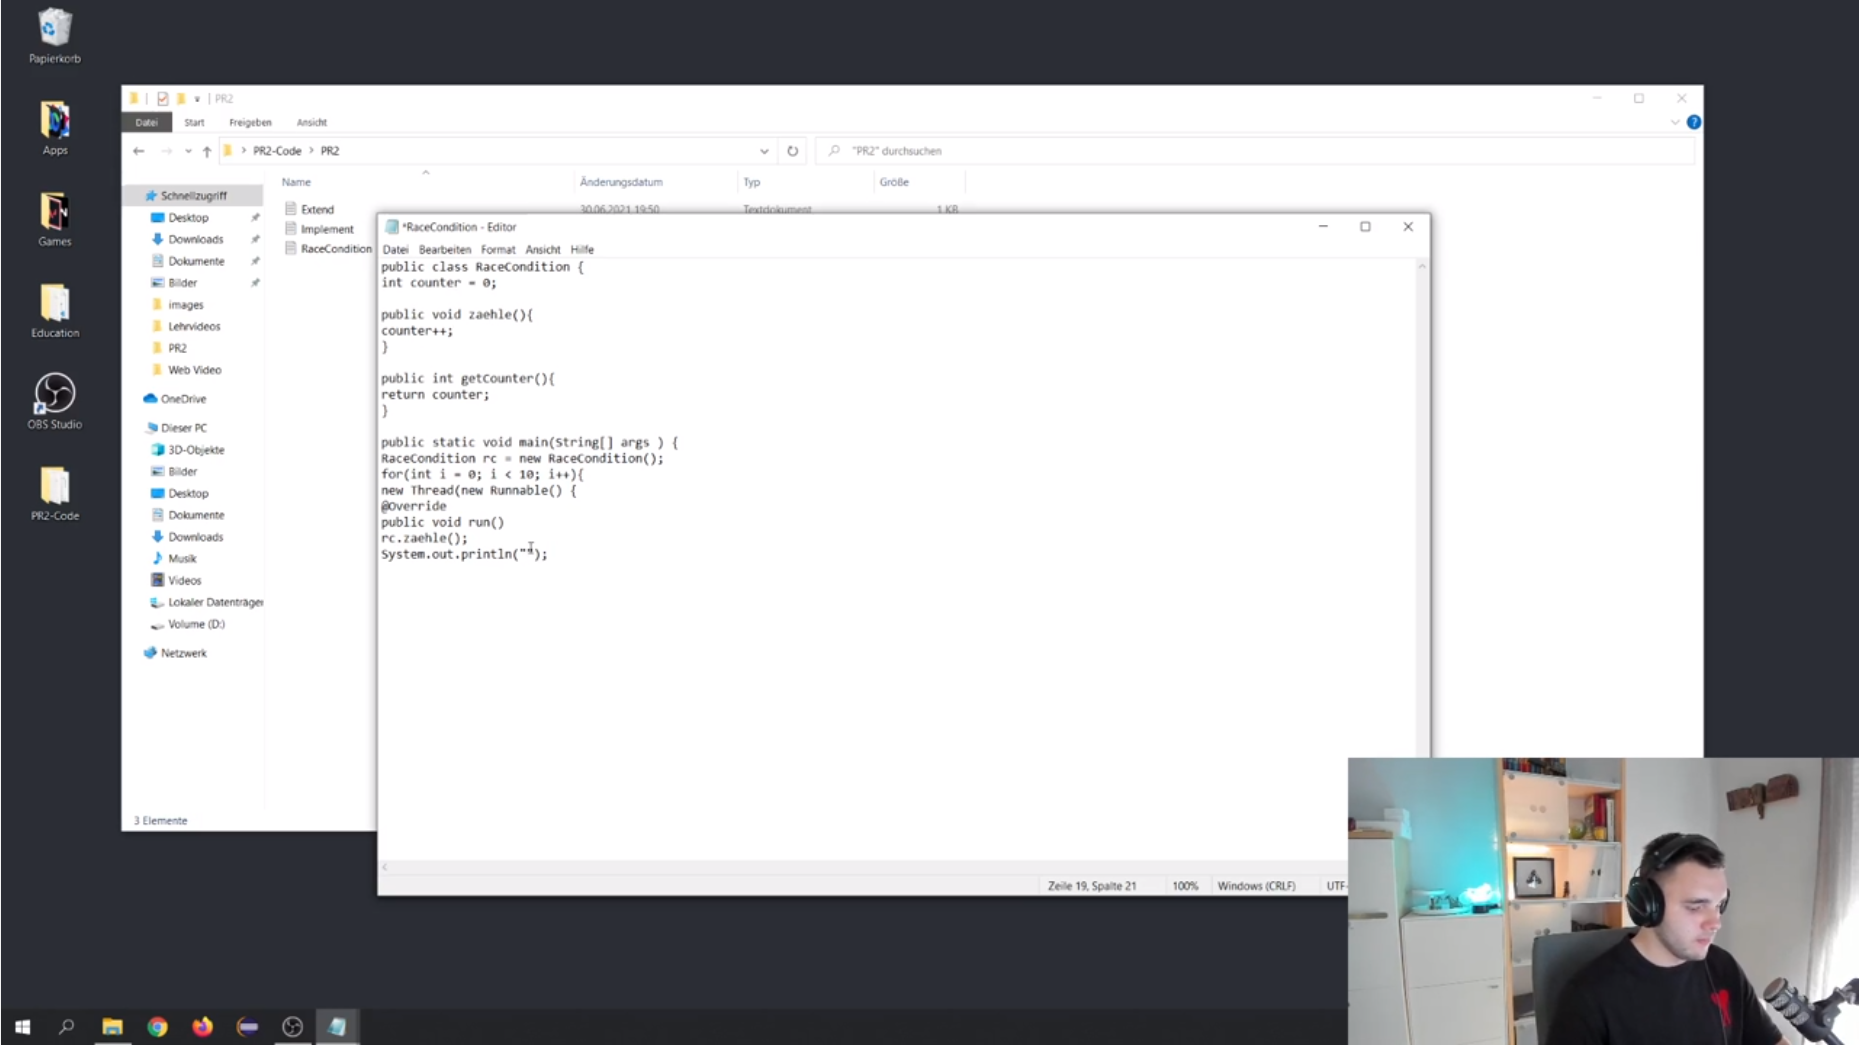 Papierkorb
Apps
Games
Education
OBS Studio
PR2-Code
PR2
Datei Start Freigeben Ansicht
PR2-Code > PR2
"PR2" durchsuchen
Name Änderungsdatum Typ Größe
Extend 30.06.2021 19:50 Textdokument 1 KB
Implement
RaceCondition
Schnellzugriff
Desktop
Downloads
Dokumente
Bilder
images
Lehrvideos
PR2
Web Video
OneDrive
Dieser PC
3D-Objekte
Bilder
Desktop
Dokumente
Downloads
Musik
Videos
Lokaler Datenträger
Volume (D:)
Netzwerk
3 Elemente
*RaceCondition - Editor
Datei Bearbeiten Format Ansicht Hilfe
public class RaceCondition {
int counter = 0;
public void zaehle(){
counter++;
}
public int getCounter(){
return counter;
}
public static void main(String[] args ) {
RaceCondition rc = new RaceCondition();
for(int i = 0; i < 10; i++){
new Thread(new Runnable() {
@Override
public void run()
rc.zaehle();
System.out.println("");
Zeile 19, Spalte 21 100% Windows (CRLF) UTF-